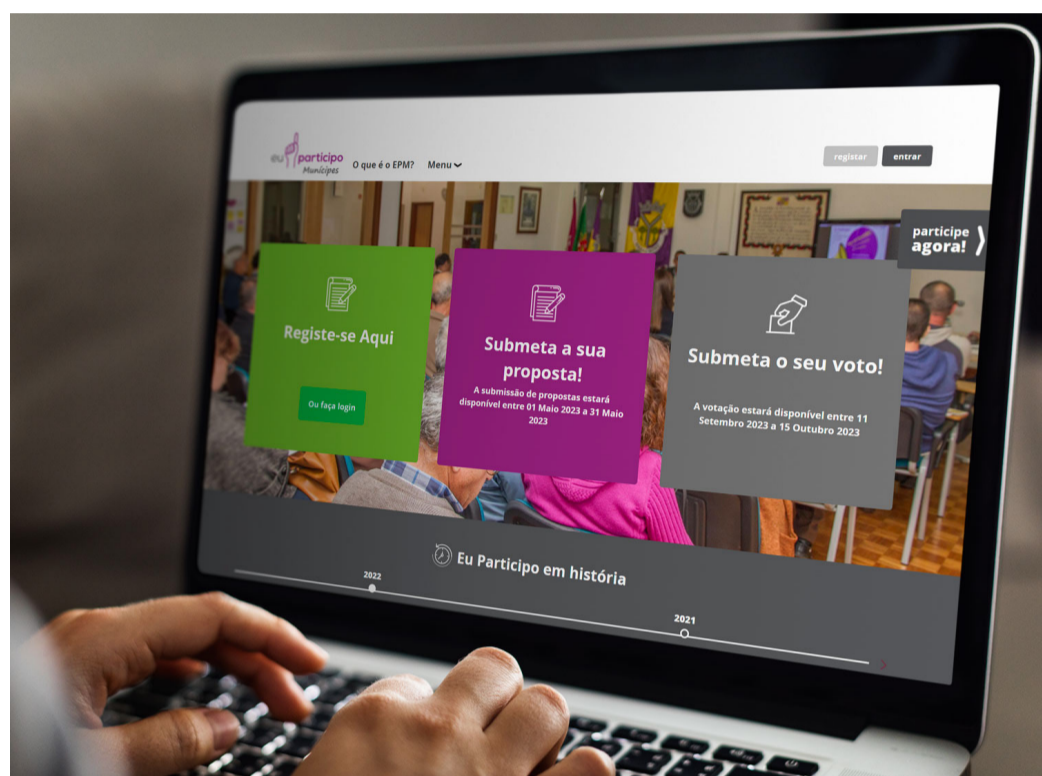 eu participo
Munícipes
O que é o EPM?
Menu
registar
entrar
participe
agora!
Registe-se Aqui
Ou faça login
Submeta a sua
proposta!
A submissão de propostas estará
disponível entre 01 Maio 2023 a 31 Maio
2023
Submeta o seu voto!
A votação estará disponível entre 11
Setembro 2023 a 15 Outubro 2023
Eu Participo em história
2022
2021